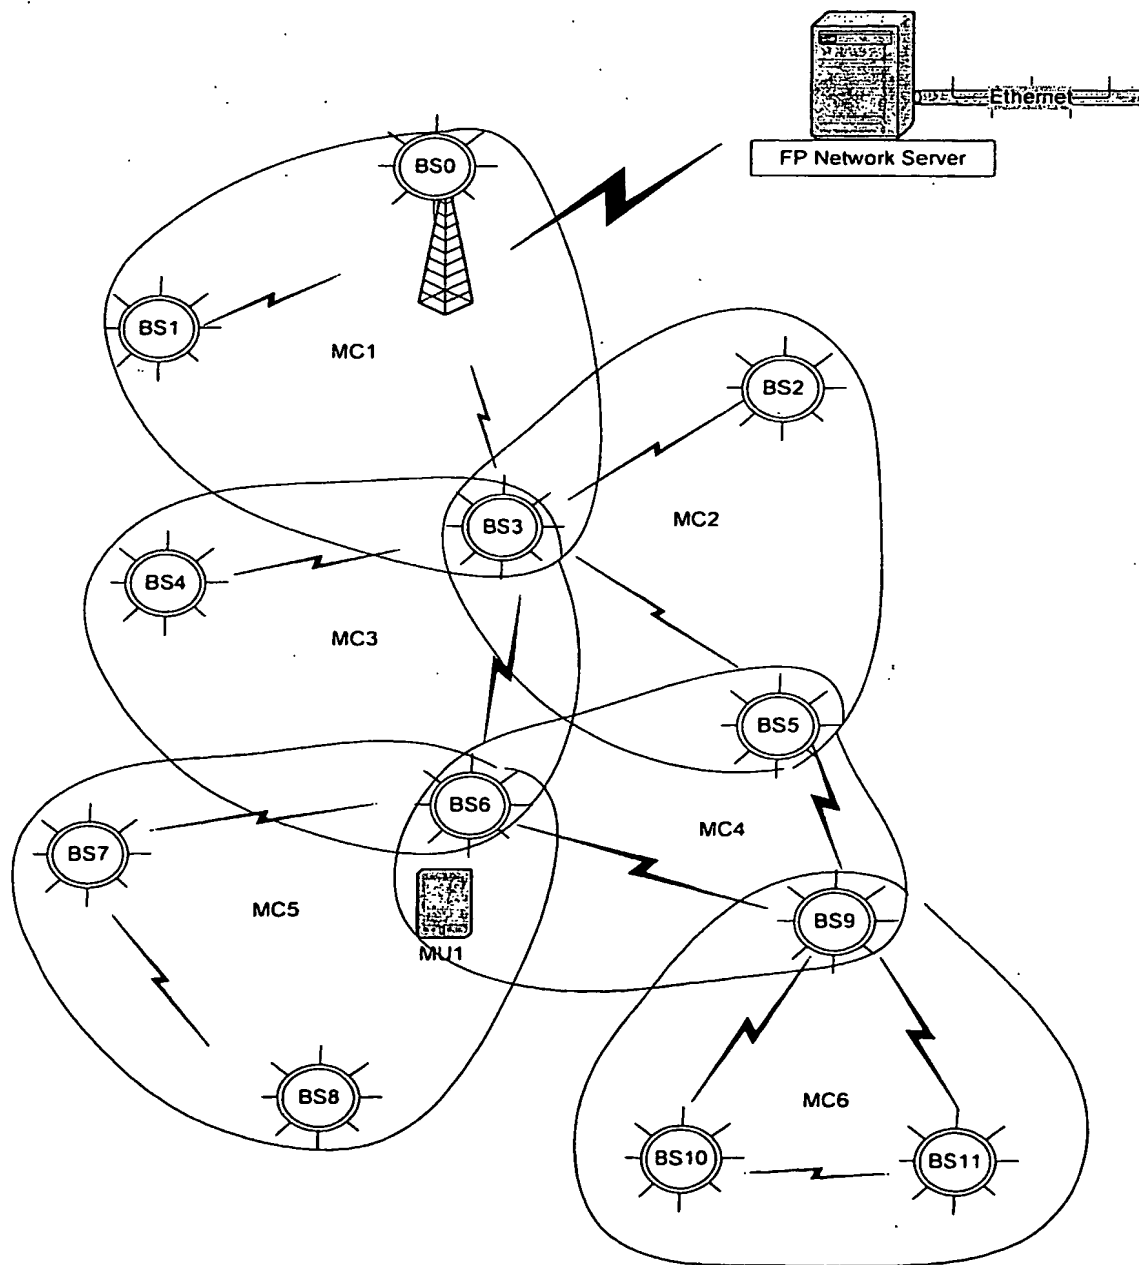 Ethernet
FP Network Server
BS0
BS1
MC1
BS2
BS3
MC2
BS4
MC3
BS5
BS6
MC4
BS7
MC5
BS9
MU1
BS8
MC6
BS10
BS11